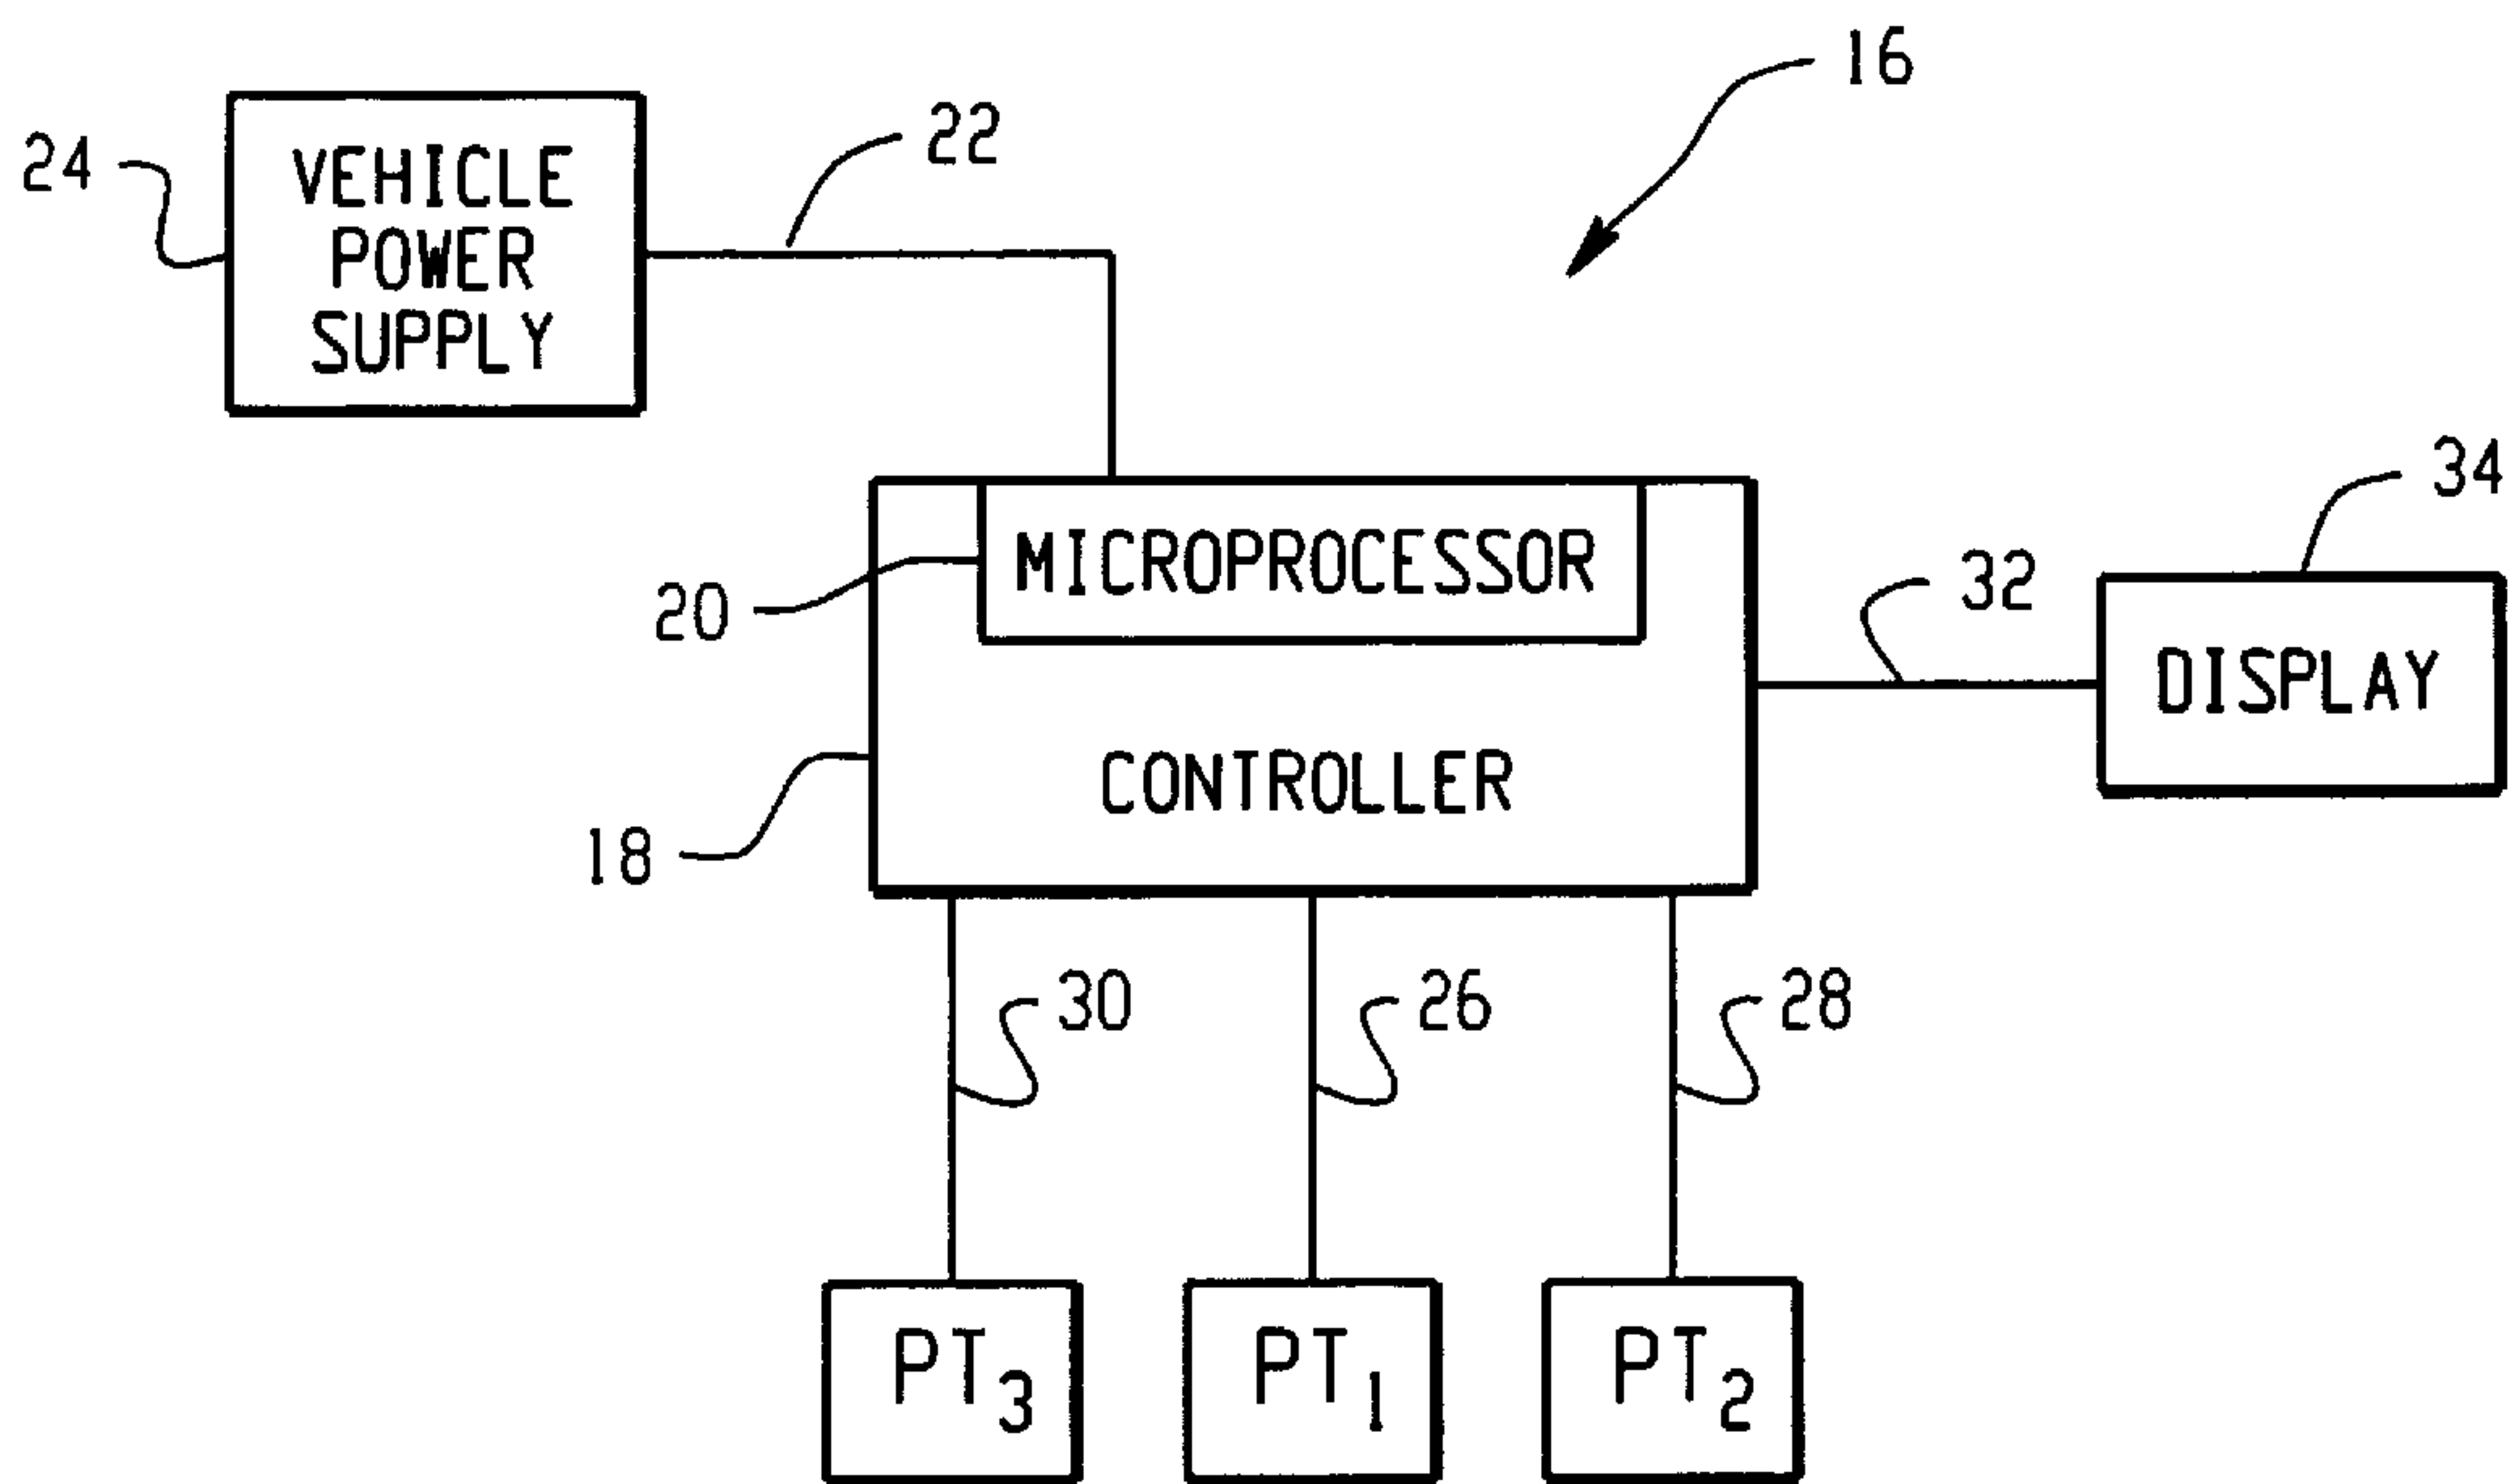 16
22
24
VEHICLE
POWER
SUPPLY
34
MICROPROCESSOR
32
20
DISPLAY
CONTROLLER
18
30
26
28
PT3
PT1
PT2